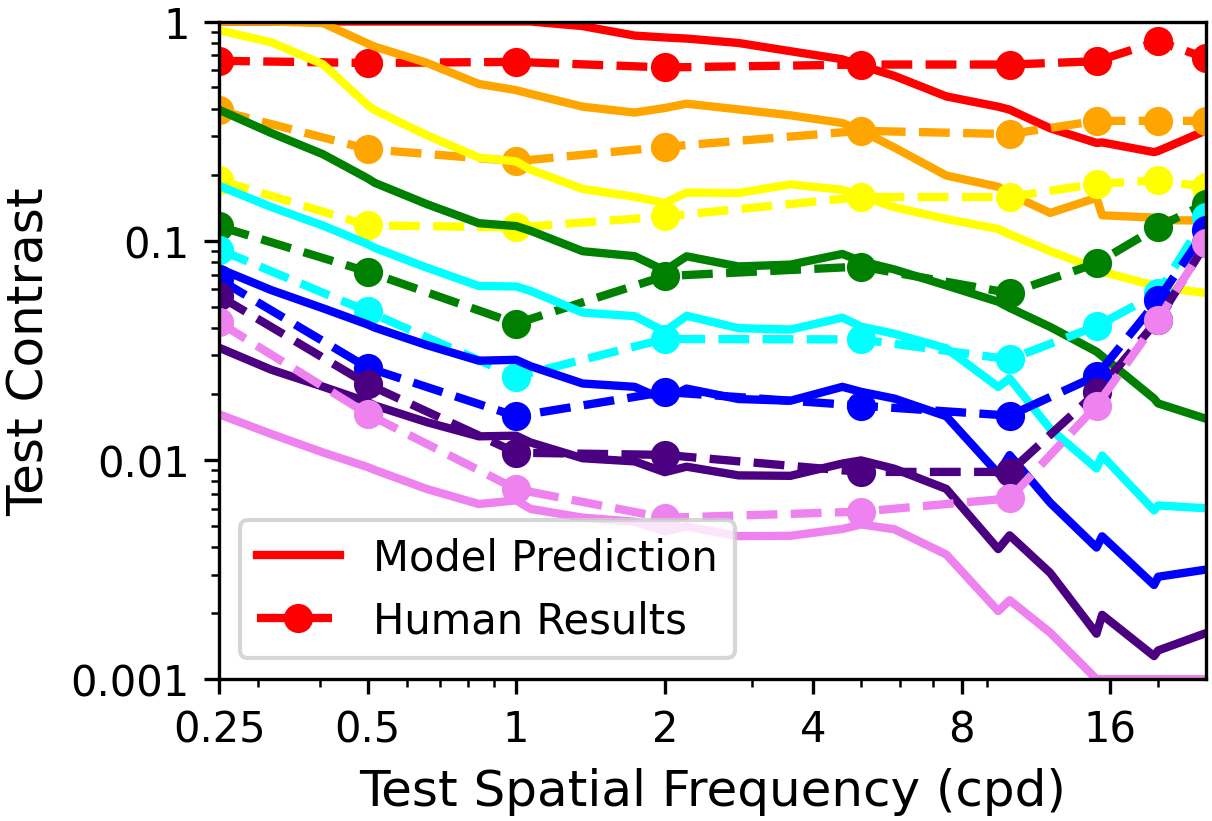 1
0.1
0.01
0.001
Test Contrast
Model Prediction
Human Results
0.25 0.5 1 2 4 8 16
Test Spatial Frequency (cpd)